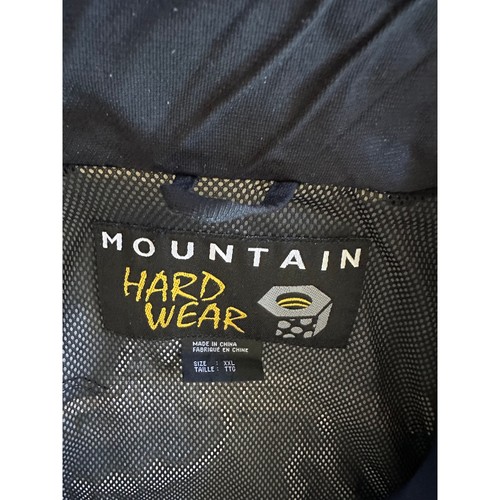 MOUNTAIN
HARD
WEAR
MADE IN CHINA
FABRIQUÉ EN CHINE
SIZE : XXL
TAILLE : TTG